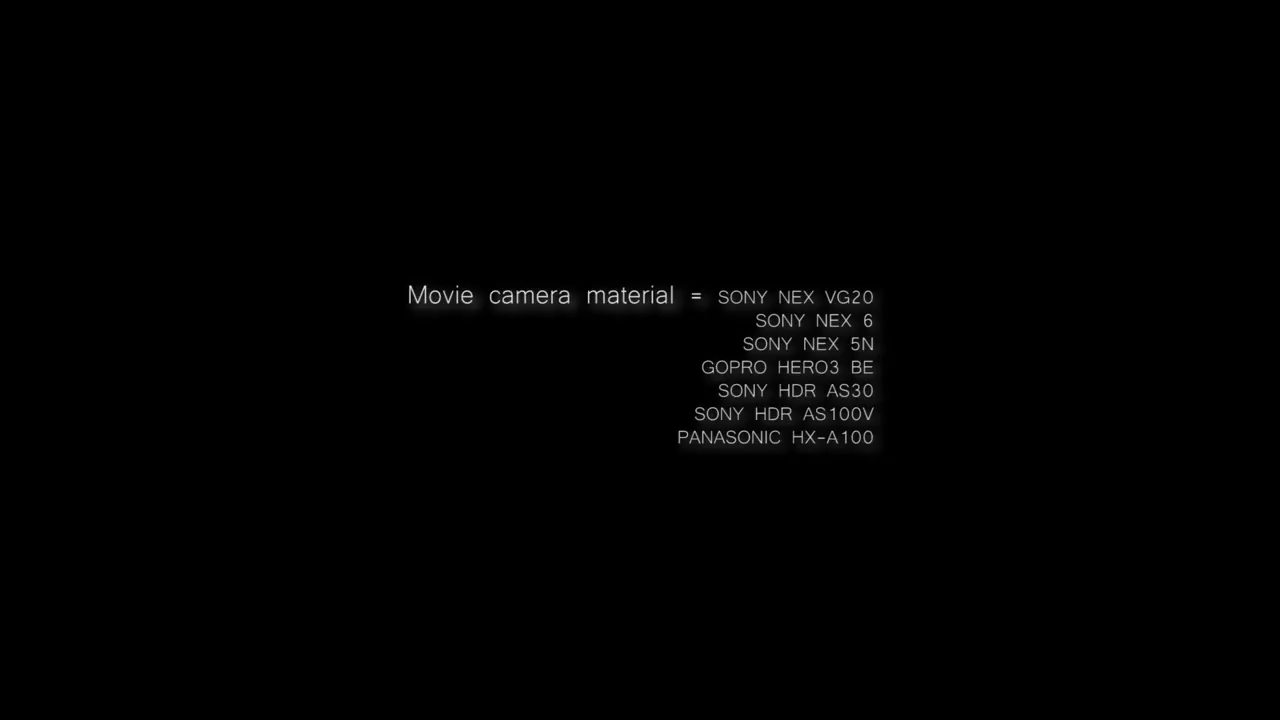 Movie camera material = SONY NEX VG20
SONY NEX 6
SONY NEX 5N
GOPRO HERO3 BE
SONY HDR AS30
SONY HDR AS100V
PANASONIC HX-A100